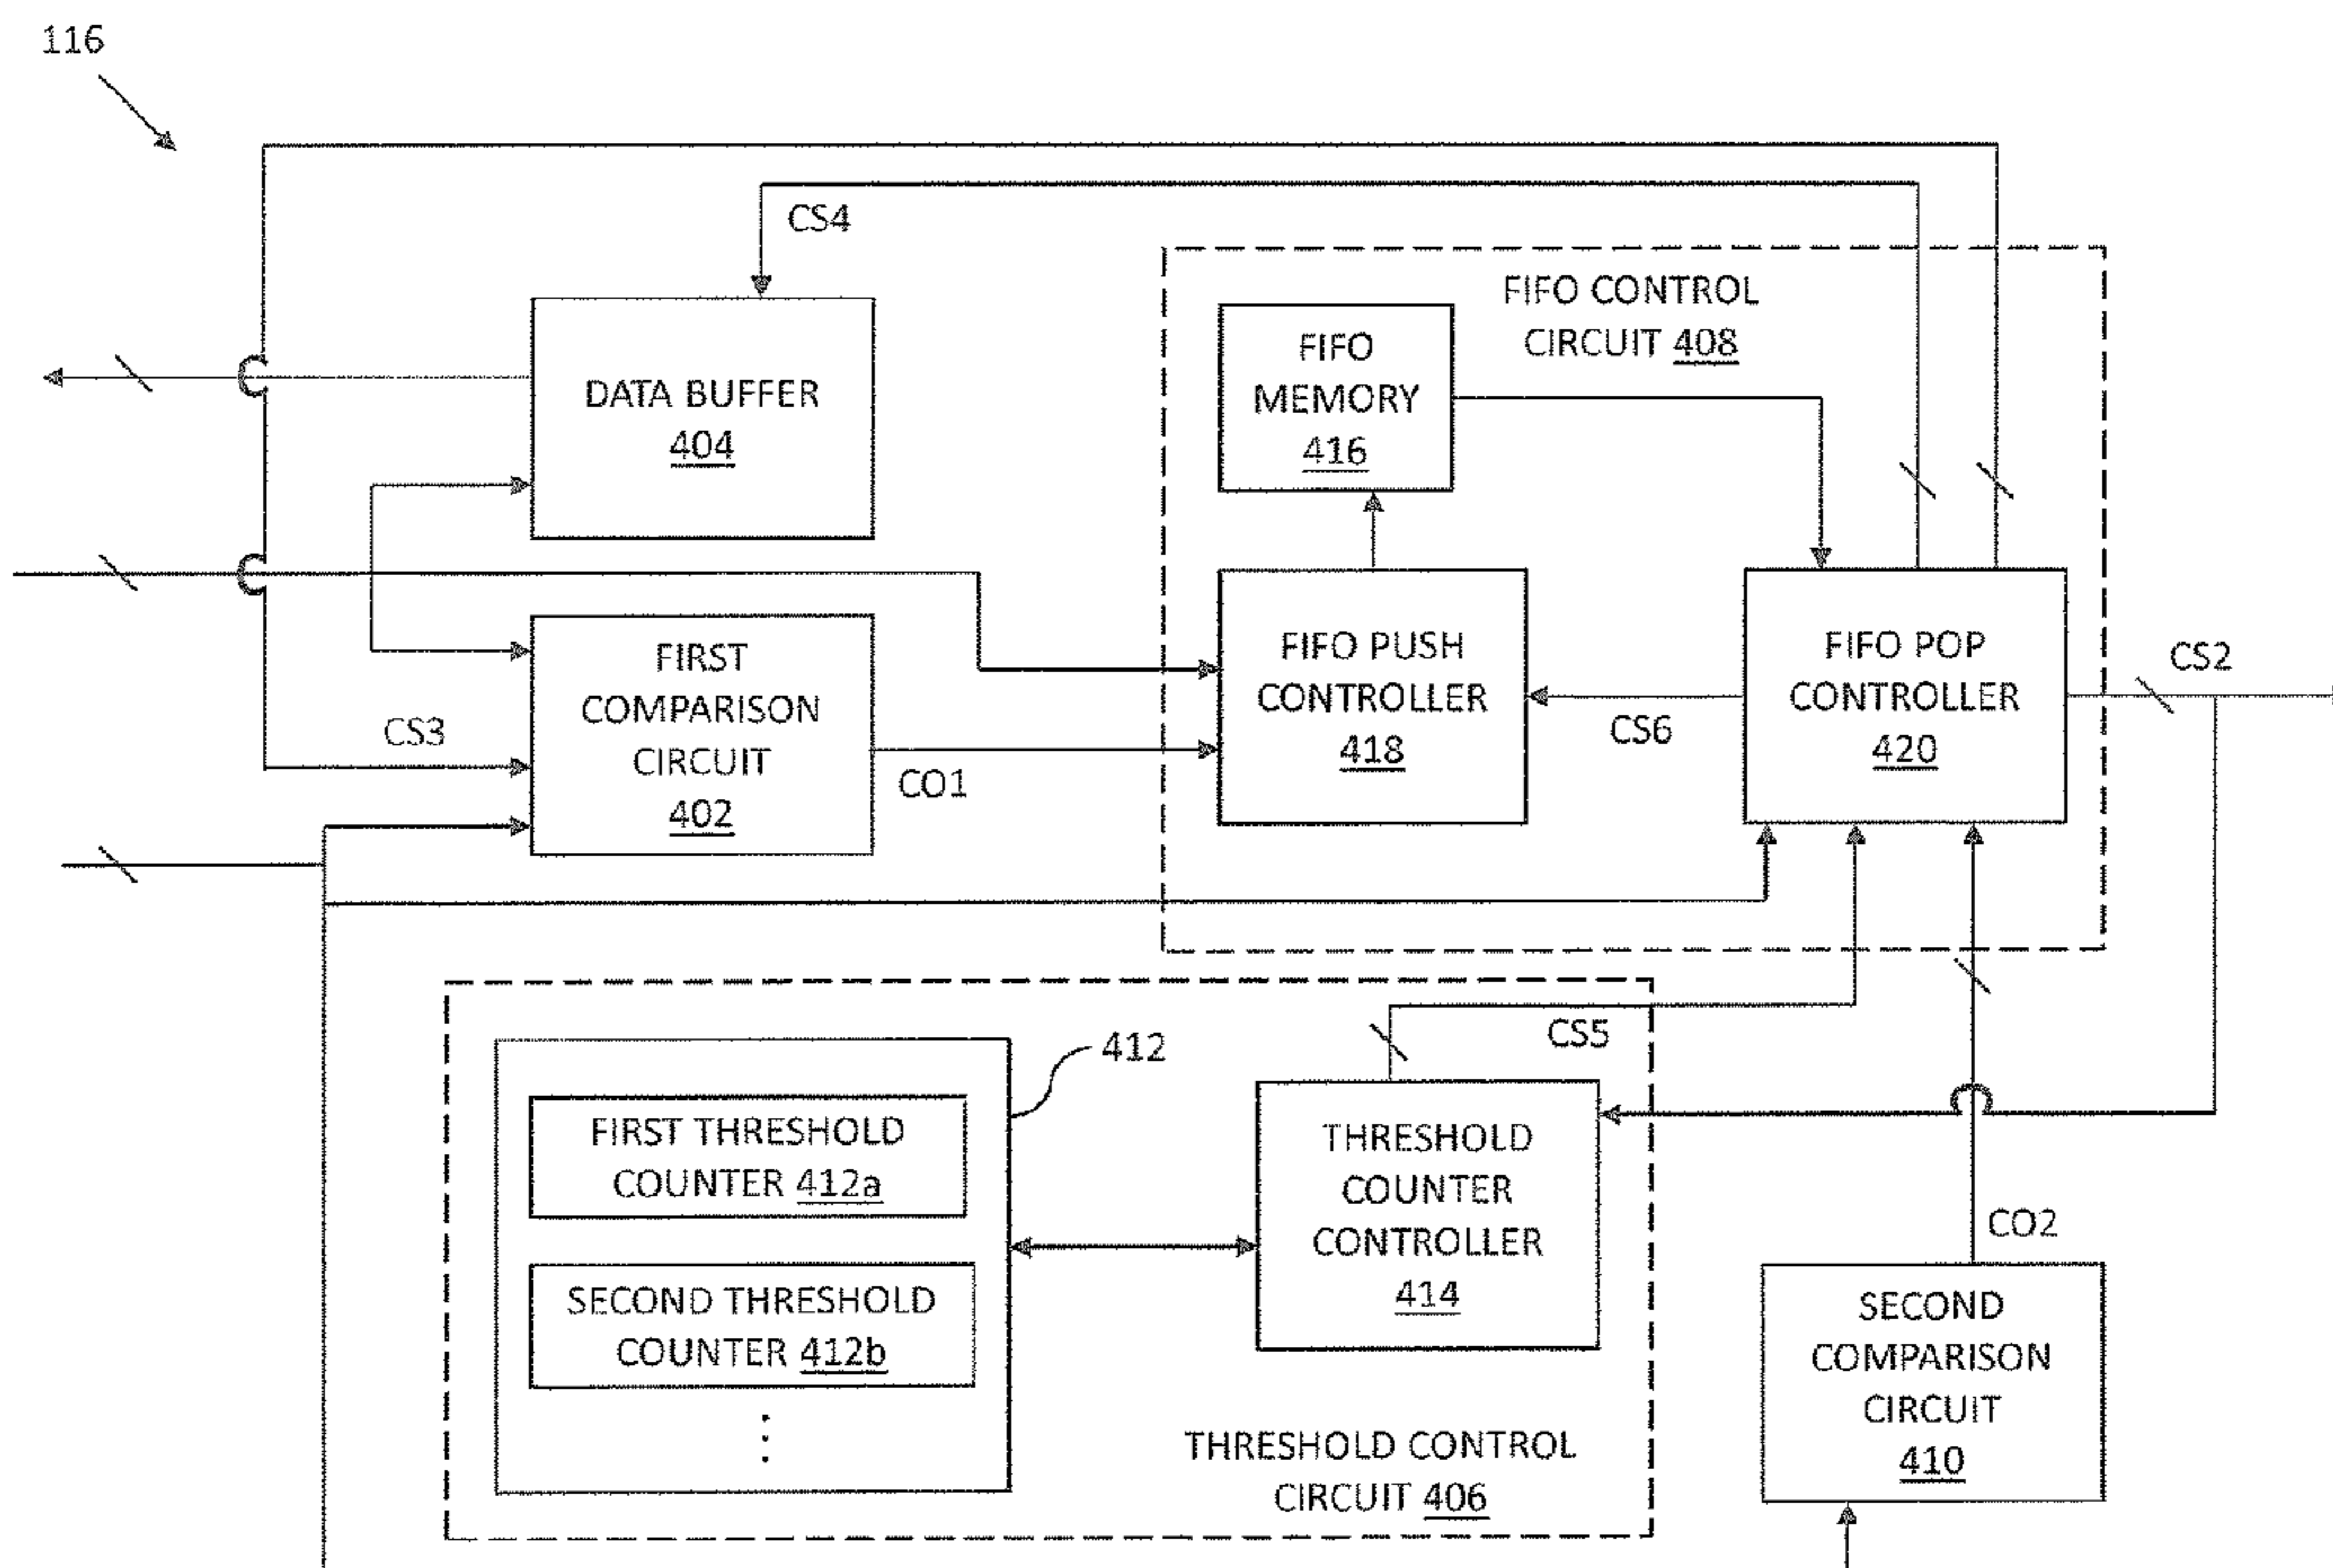 116
CS4
FIFO CONTROL
CIRCUIT 408
FIFO
MEMORY
416
DATA BUFFER
404
FIRST
COMPARISON
CIRCUIT
402
CS3
CO1
FIFO PUSH
CONTROLLER
418
CS6
FIFO POP
CONTROLLER
420
CS2
412
CS5
FIRST THRESHOLD
COUNTER 412a
SECOND THRESHOLD
COUNTER 412b
THRESHOLD
COUNTER
CONTROLLER
414
CO2
THRESHOLD CONTROL
CIRCUIT 406
SECOND
COMPARISON
CIRCUIT
410